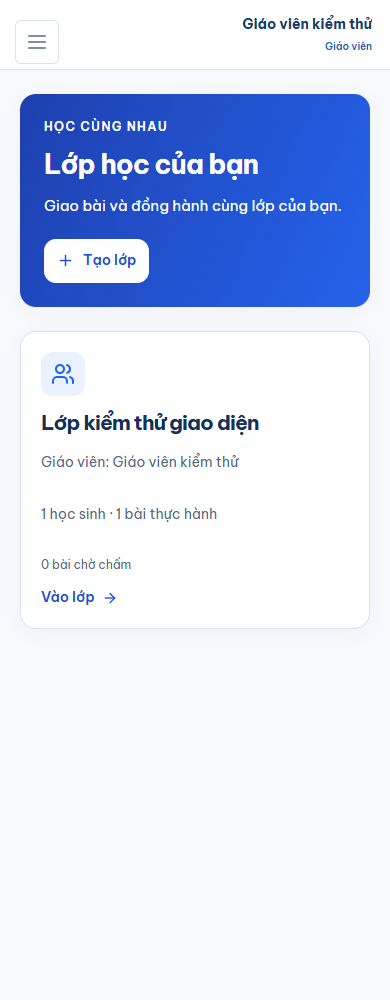 Giáo viên kiểm thử
Giáo viên
HỌC CÙNG NHAU
Lớp học của bạn
Giao bài và đồng hành cùng lớp của bạn.
Tạo lớp
Lớp kiểm thử giao diện
Giáo viên: Giáo viên kiểm thử
1 học sinh · 1 bài thực hành
0 bài chờ chấm
Vào lớp